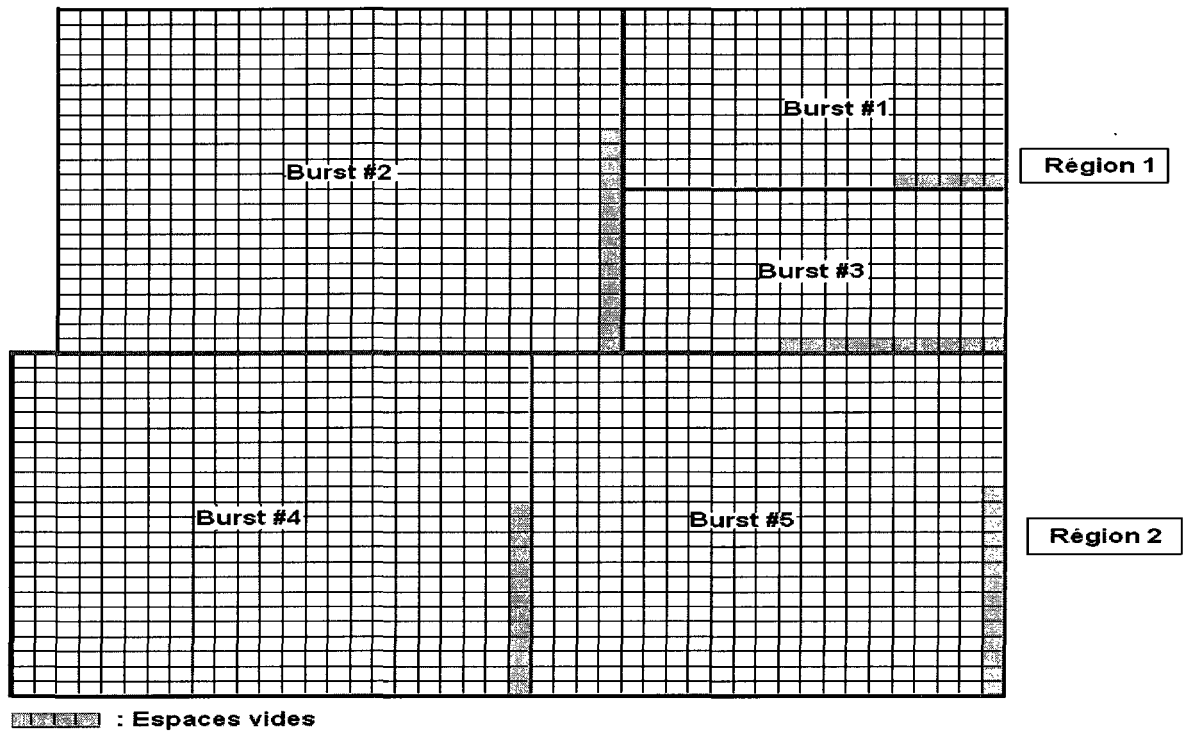 Burst #1
Région 1
Burst #2
Burst #3
Burst #4
Burst #5
Région 2
: Espaces vides